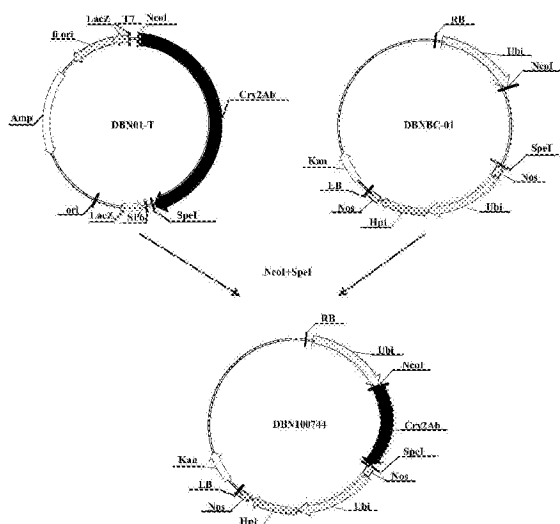 LacZ
T7
NcoI
fi ori
Cry2Ab
Amp
DBN01-T
ori
LacZ
SP6
SpeI
RB
Ubi
NcoI
DBNBC-01
SpeI
Nos
Kan
LB
Nos
Hpt
Ubi
NcoI+SpeI
RB
Ubi
NcoI
DBN100744
Cry2Ab
SpeI
Nos
Kan
LB
Nos
Hpt
Ubi